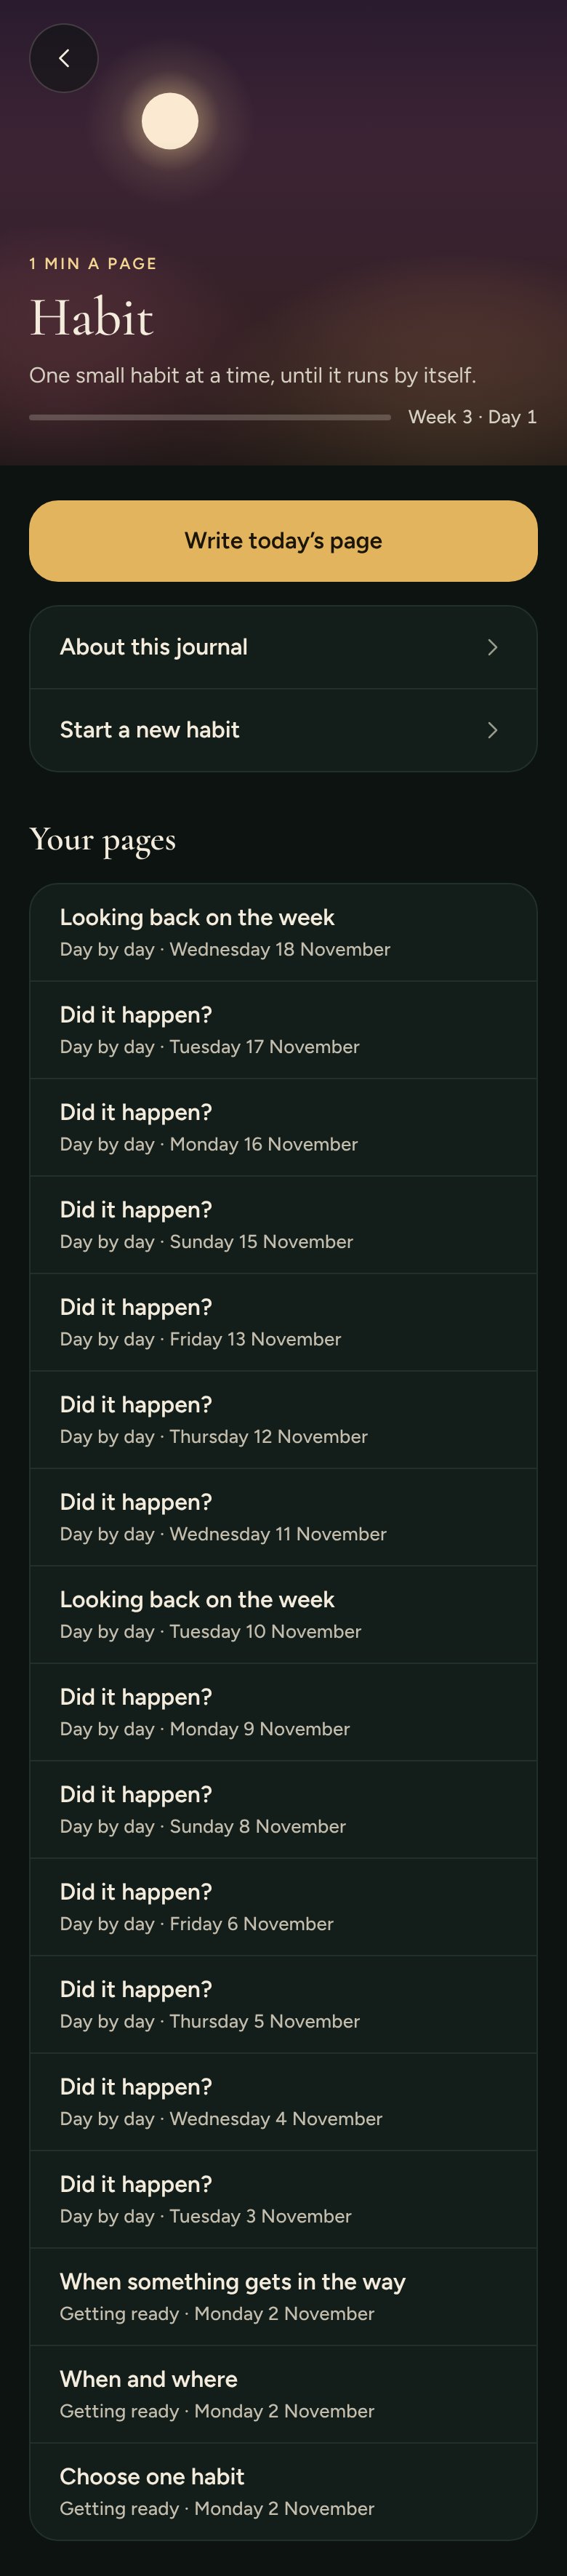 1 MIN A PAGE
Habit
One small habit at a time, until it runs by itself.
Week 3 · Day 1
Write today’s page
About this journal
Start a new habit
Your pages
Looking back on the week
Day by day · Wednesday 18 November
Did it happen?
Day by day · Tuesday 17 November
Did it happen?
Day by day · Monday 16 November
Did it happen?
Day by day · Sunday 15 November
Did it happen?
Day by day · Friday 13 November
Did it happen?
Day by day · Thursday 12 November
Did it happen?
Day by day · Wednesday 11 November
Looking back on the week
Day by day · Tuesday 10 November
Did it happen?
Day by day · Monday 9 November
Did it happen?
Day by day · Sunday 8 November
Did it happen?
Day by day · Friday 6 November
Did it happen?
Day by day · Thursday 5 November
Did it happen?
Day by day · Wednesday 4 November
Did it happen?
Day by day · Tuesday 3 November
When something gets in the way
Getting ready · Monday 2 November
When and where
Getting ready · Monday 2 November
Choose one habit
Getting ready · Monday 2 November